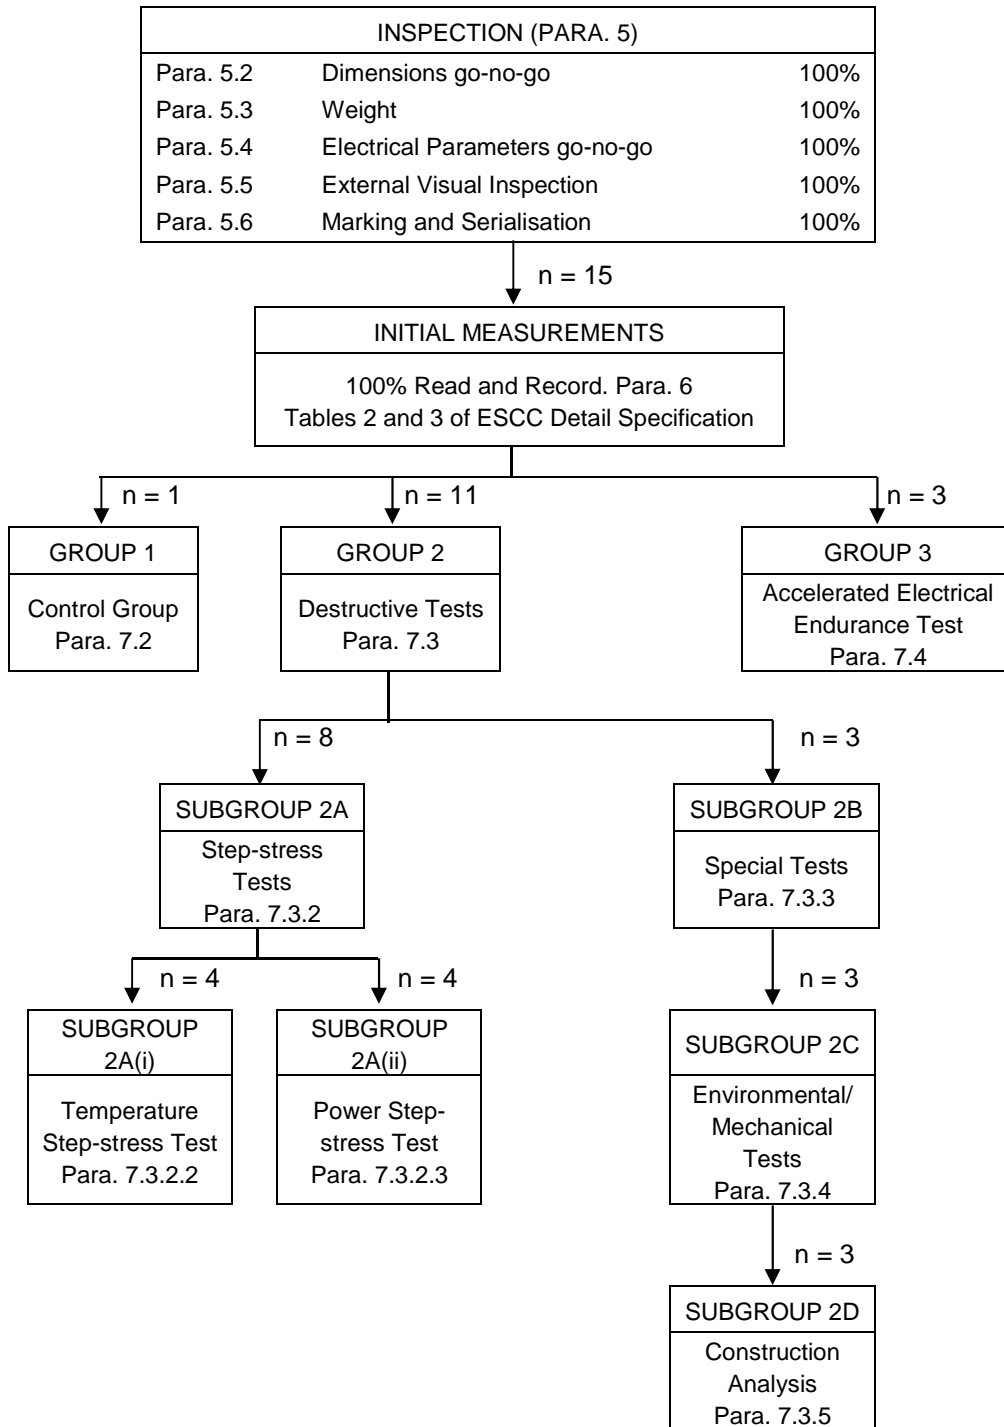 INSPECTION (PARA. 5)
Para. 5.2 Dimensions go-no-go 100%
Para. 5.3 Weight 100%
Para. 5.4 Electrical Parameters go-no-go 100%
Para. 5.5 External Visual Inspection 100%
Para. 5.6 Marking and Serialisation 100%
n = 15
INITIAL MEASUREMENTS
100% Read and Record. Para. 6
Tables 2 and 3 of ESCC Detail Specification
n = 1
n = 11
n = 3
GROUP 1
Control Group
Para. 7.2
GROUP 2
Destructive Tests
Para. 7.3
GROUP 3
Accelerated Electrical
Endurance Test
Para. 7.4
n = 8
n = 3
SUBGROUP 2A
Step-stress
Tests
Para. 7.3.2
SUBGROUP 2B
Special Tests
Para. 7.3.3
n = 4
n = 4
n = 3
SUBGROUP
2A(i)
Temperature
Step-stress Test
Para. 7.3.2.2
SUBGROUP
2A(ii)
Power Step-
stress Test
Para. 7.3.2.3
SUBGROUP 2C
Environmental/
Mechanical
Tests
Para. 7.3.4
n = 3
SUBGROUP 2D
Construction
Analysis
Para. 7.3.5